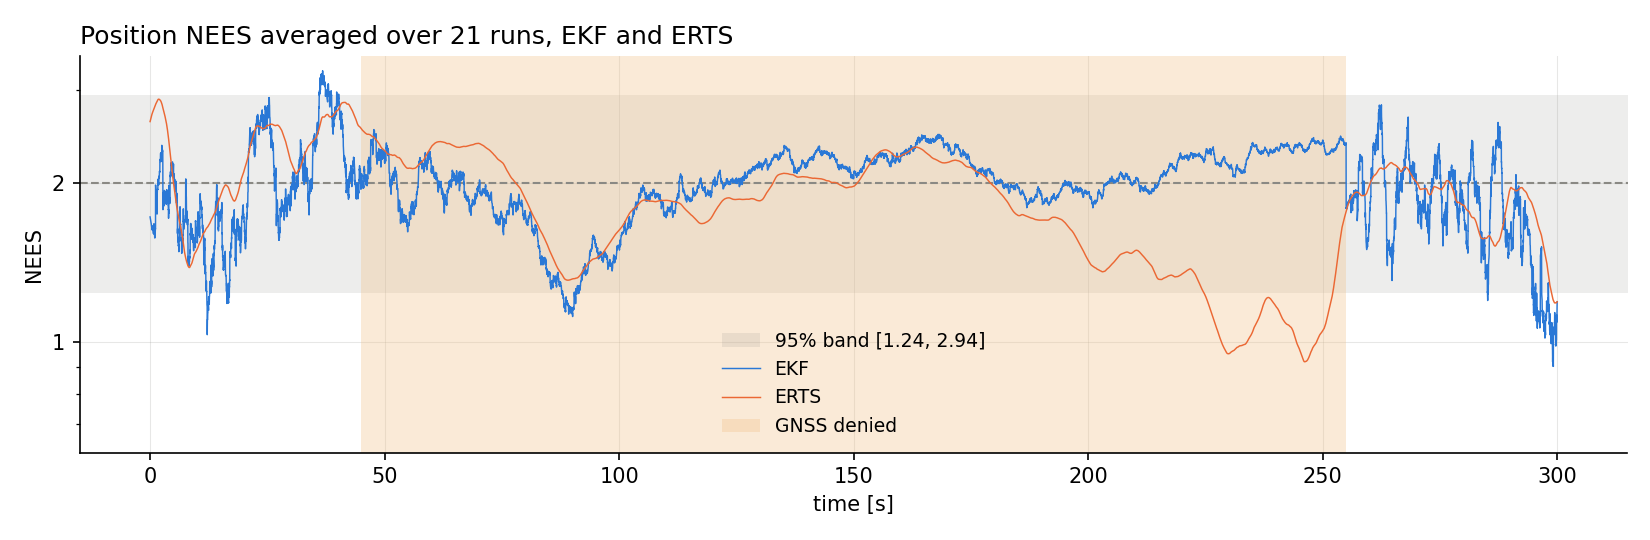 Position NEES averaged over 21 runs, EKF and ERTS
NEES
2
1
95% band [1.24, 2.94]
EKF
ERTS
GNSS denied
0 50 100 150 200 250 300
time [s]